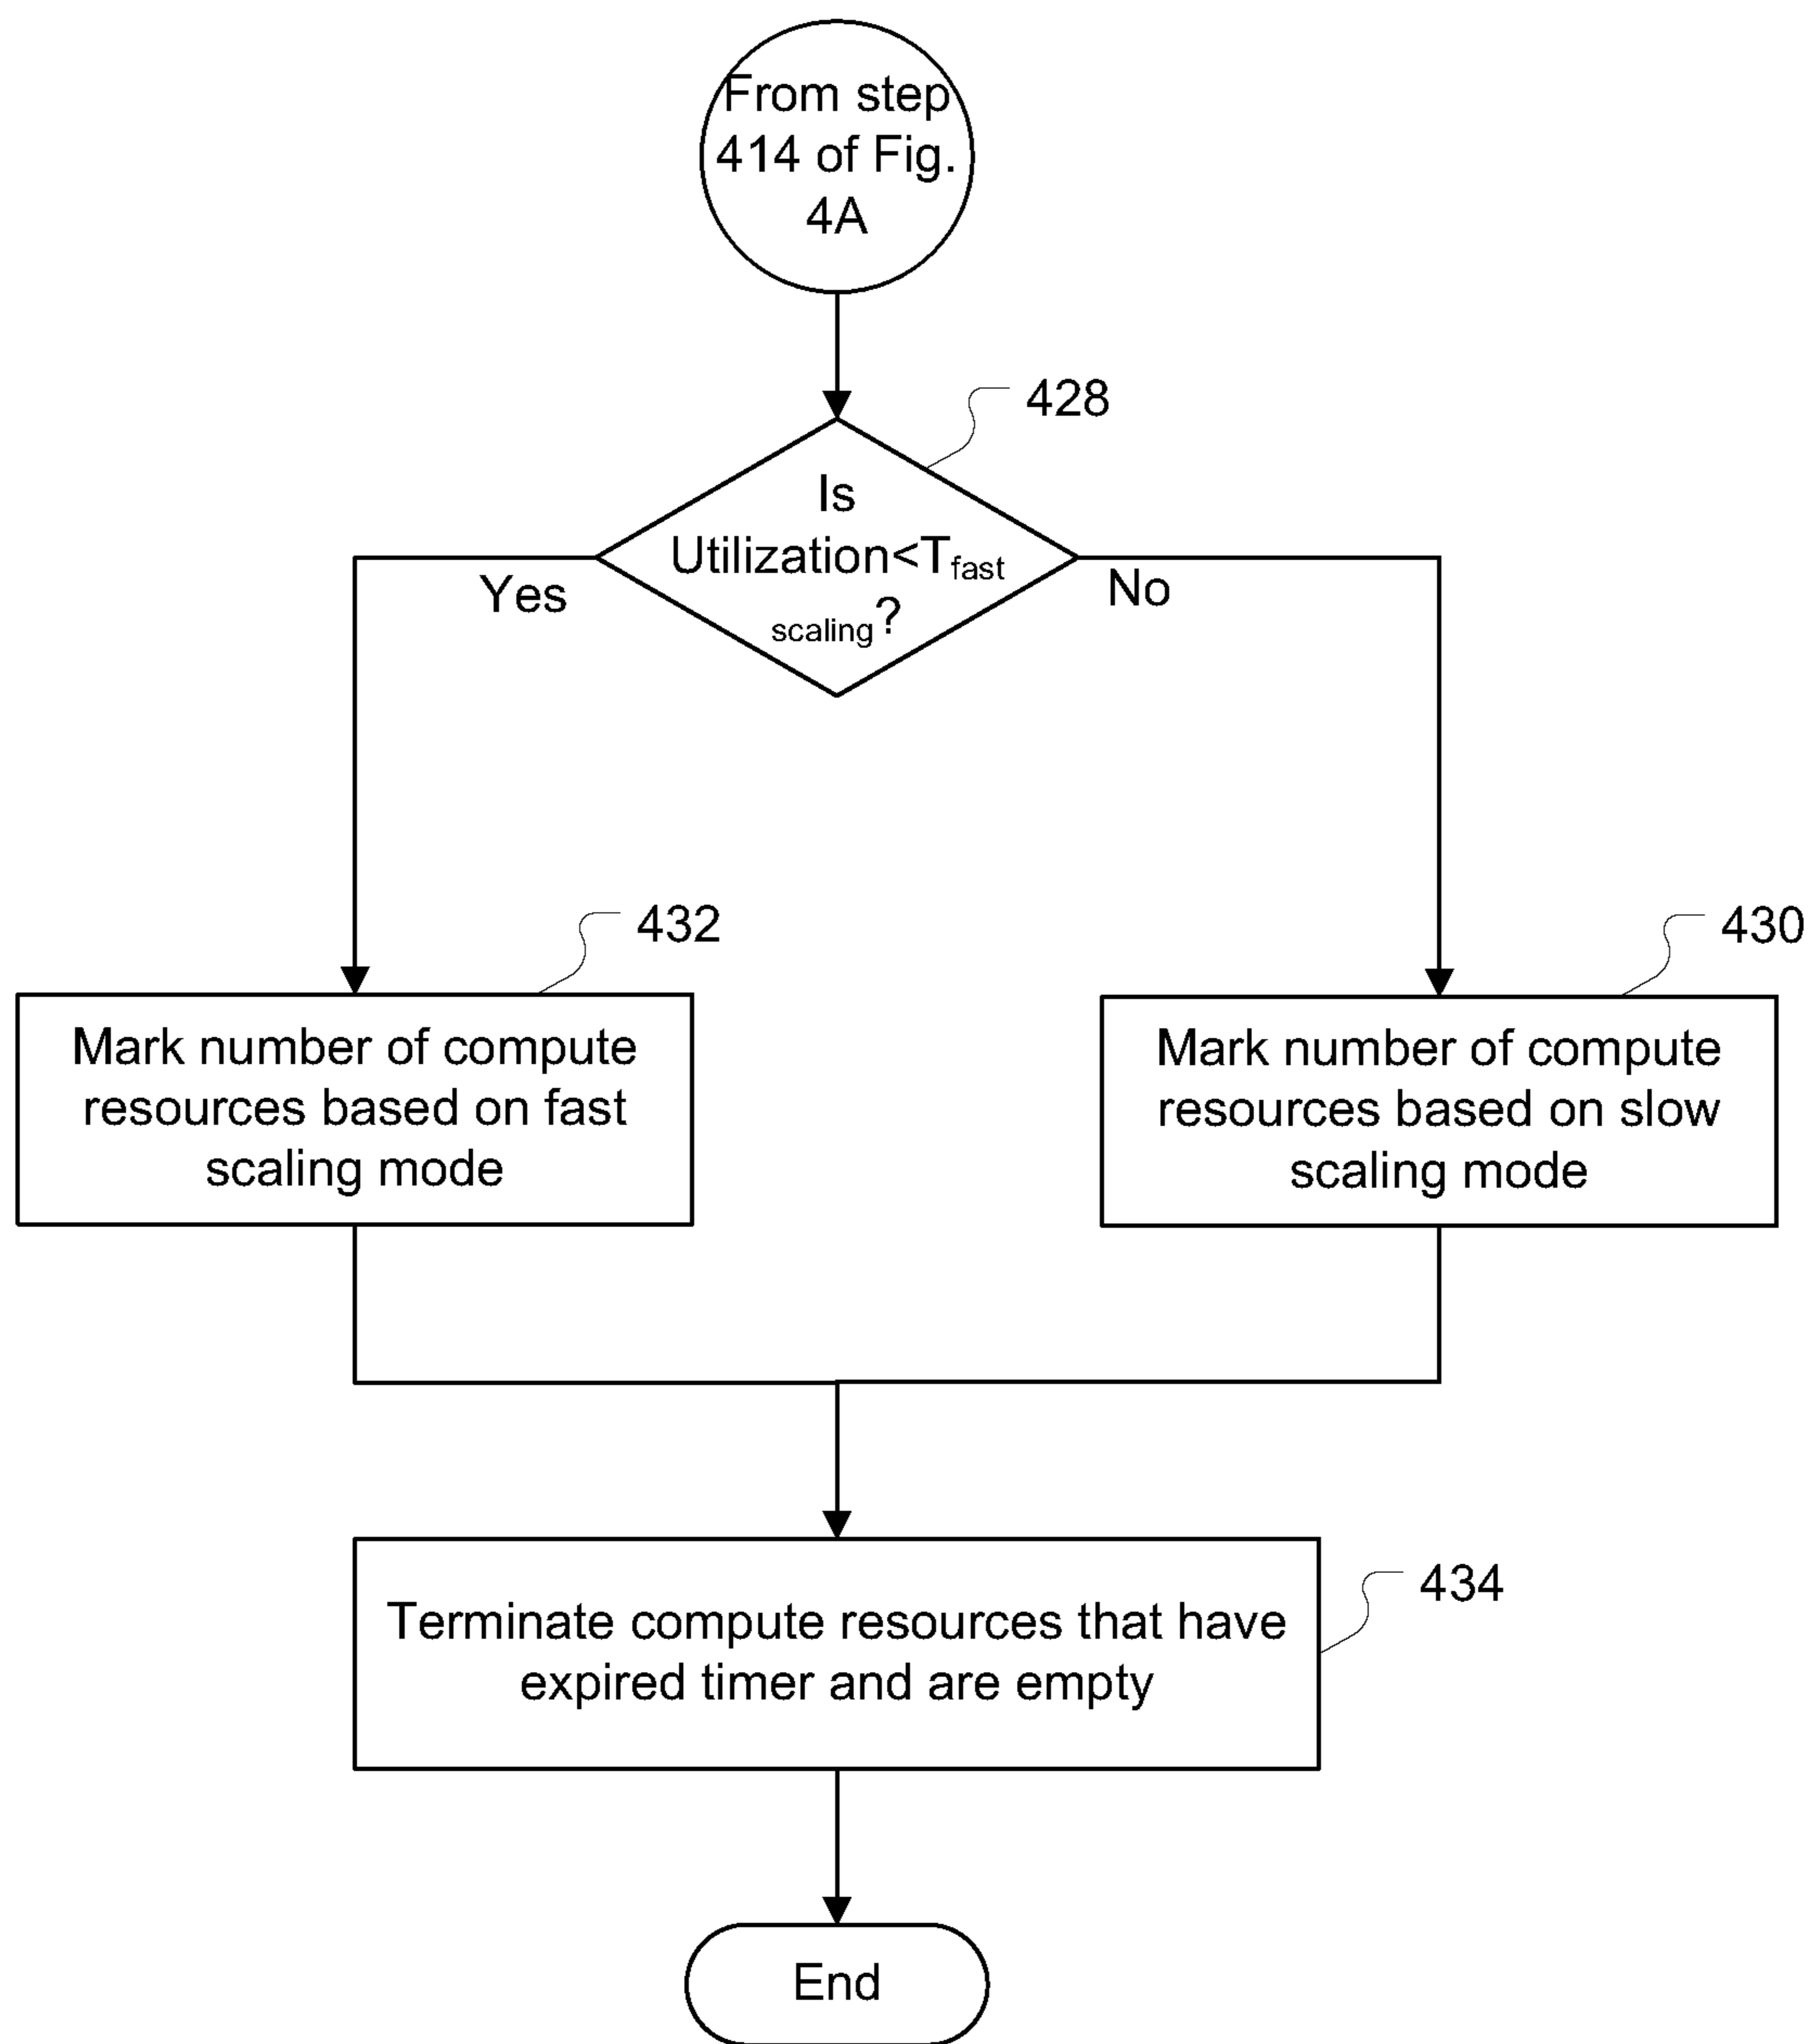 From step
414 of Fig.
4A
428
Is
Utilization<Tfast
scaling?
Yes
No
432
430
Mark number of compute
resources based on fast
scaling mode
Mark number of compute
resources based on slow
scaling mode
434
Terminate compute resources that have
expired timer and are empty
End